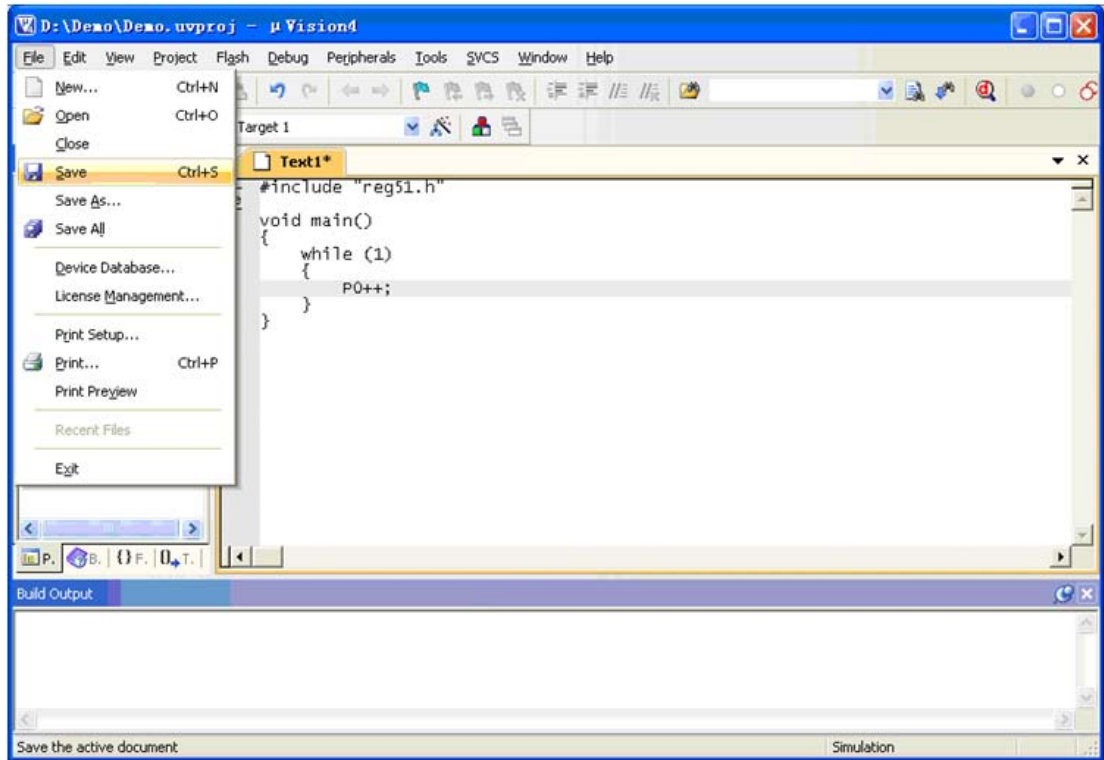 D:\Demo\Demo.uvproj - µVision4
File Edit View Project Flash Debug Peripherals Tools SVCS Window Help
New... Ctrl+N
Open Ctrl+O
Close
Save Ctrl+S
Save As...
Save All
Device Database...
License Management...
Print Setup...
Print... Ctrl+P
Print Preview
Recent Files
Exit
Target 1
Text1*
#include "reg51.h"
void main()
{
while (1)
{
P0++;
}
}
P. B. {} F. 0 T.
Build Output
Save the active document Simulation